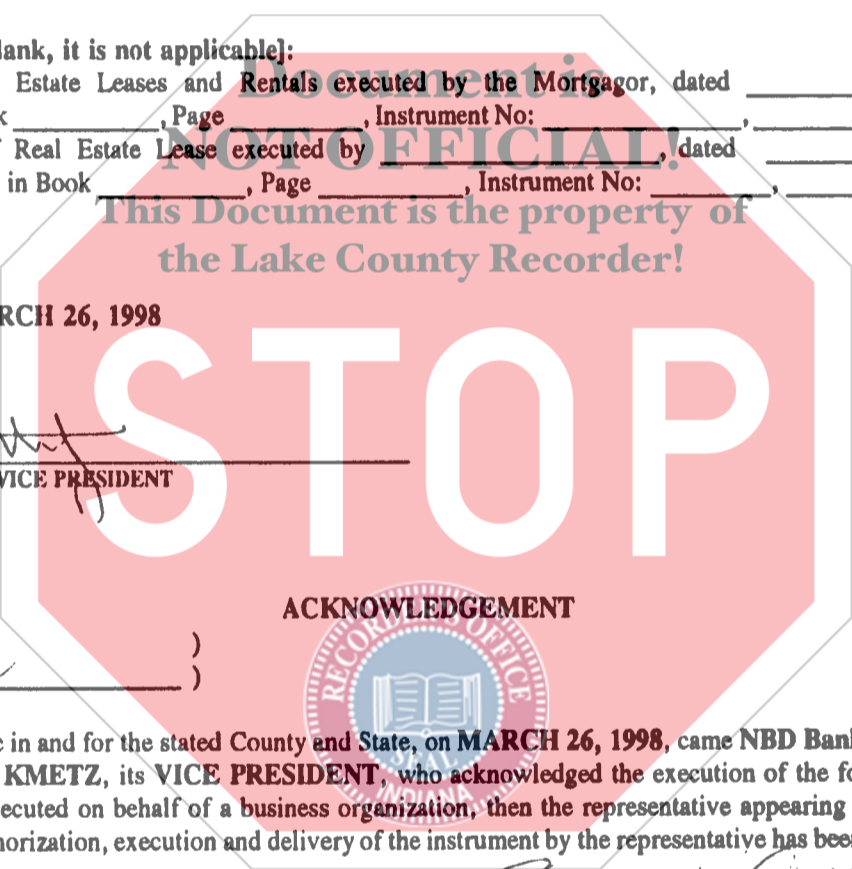 lank, it is not applicable]:
Document is
Estate Leases and Rentals executed by the Mortgagor, dated
, Page , Instrument No: ,
NOT OFFICIAL!
Real Estate Lease executed by , dated
in Book , Page , Instrument No: ,
This Document is the property of
the Lake County Recorder!
RCH 26, 1998
STOP
VICE PRESIDENT
ACKNOWLEDGEMENT
)
)
RECORDER OFFICE
SEAL
INDIANA
c in and for the stated County and State, on MARCH 26, 1998, came NBD Bank
KMETZ, its VICE PRESIDENT, who acknowledged the execution of the fo
ecuted on behalf of a business organization, then the representative appearing
horization, execution and delivery of the instrument by the representative has been